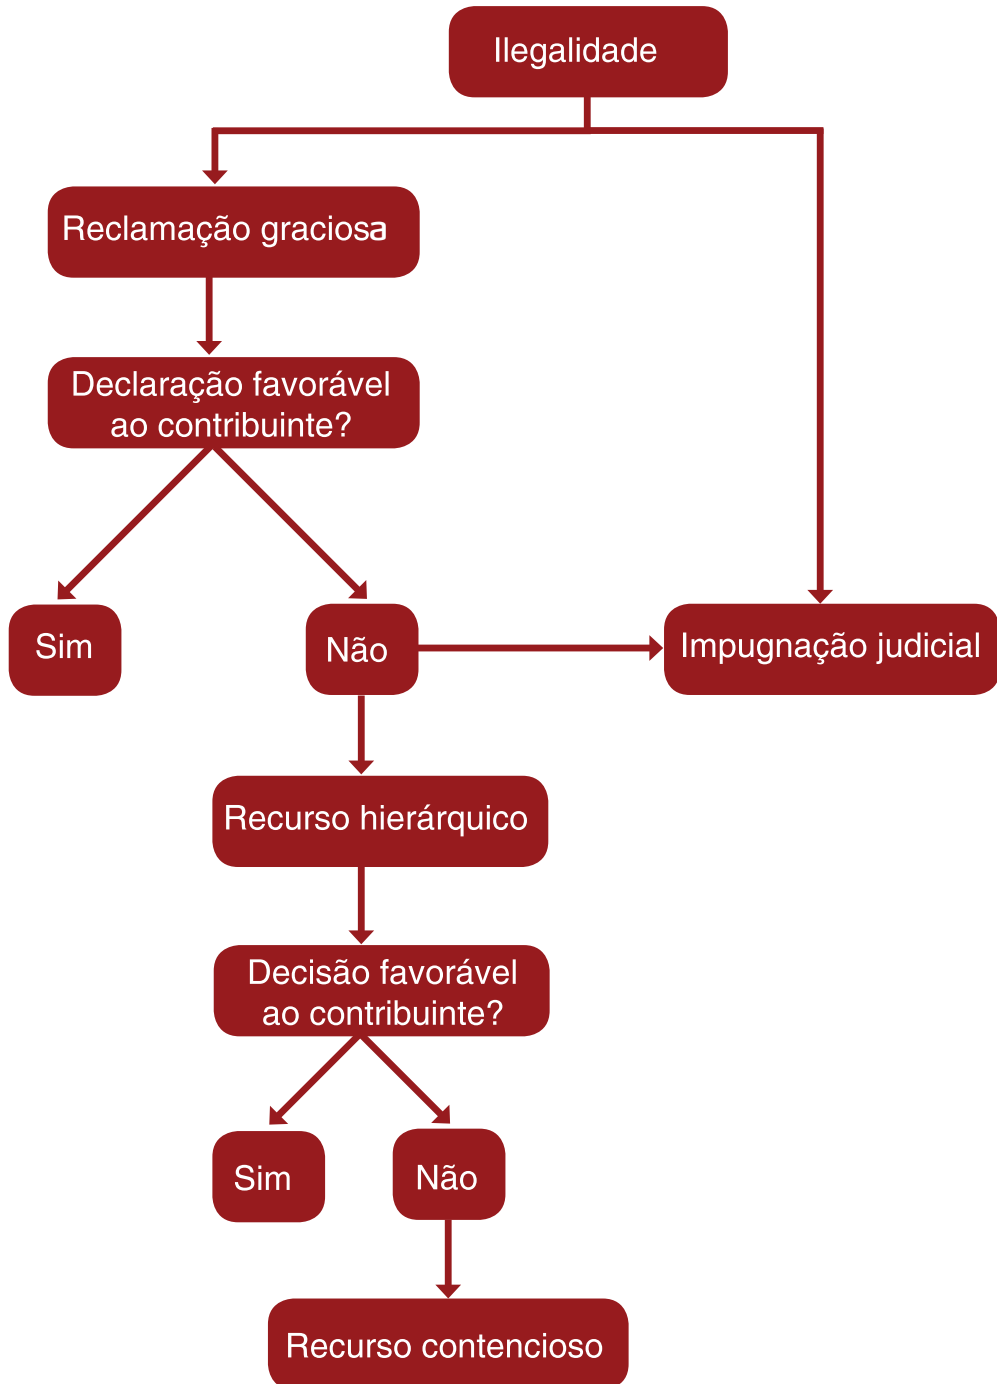 Ilegalidade
Reclamação graciosa
Declaração favorável
ao contribuinte?
Sim
Não
Impugnação judicial
Recurso hierárquico
Decisão favorável
ao contribuinte?
Sim
Não
Recurso contencioso